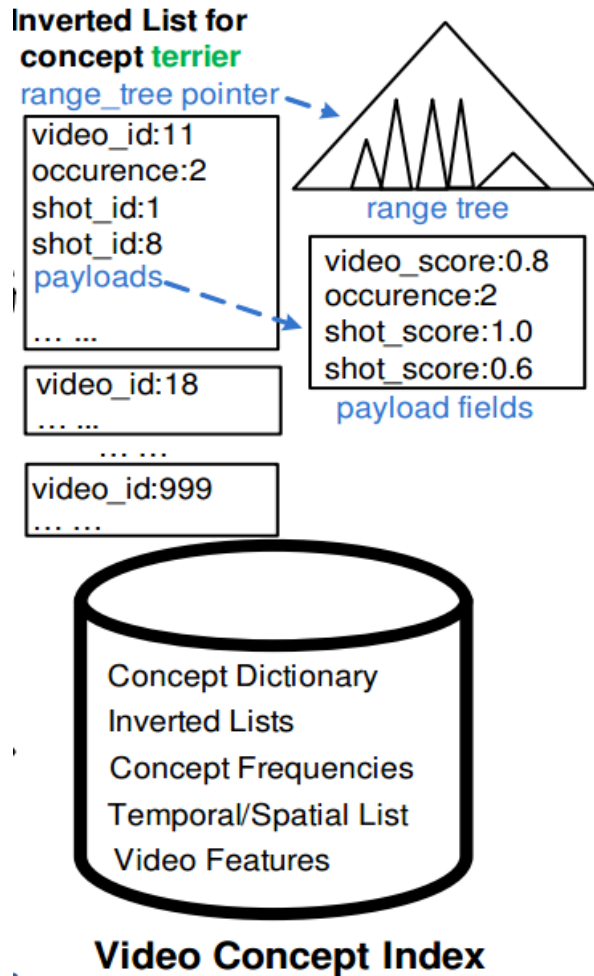 Inverted List for
concept terrier
range_tree pointer
video_id:11
occurence:2
shot_id:1
shot_id:8
payloads
... ...
range tree
video_score:0.8
occurence:2
shot_score:1.0
shot_score:0.6
payload fields
video_id:18
... ...
... ...
video_id:999
... ...
Concept Dictionary
Inverted Lists
Concept Frequencies
Temporal/Spatial List
Video Features
Video Concept Index